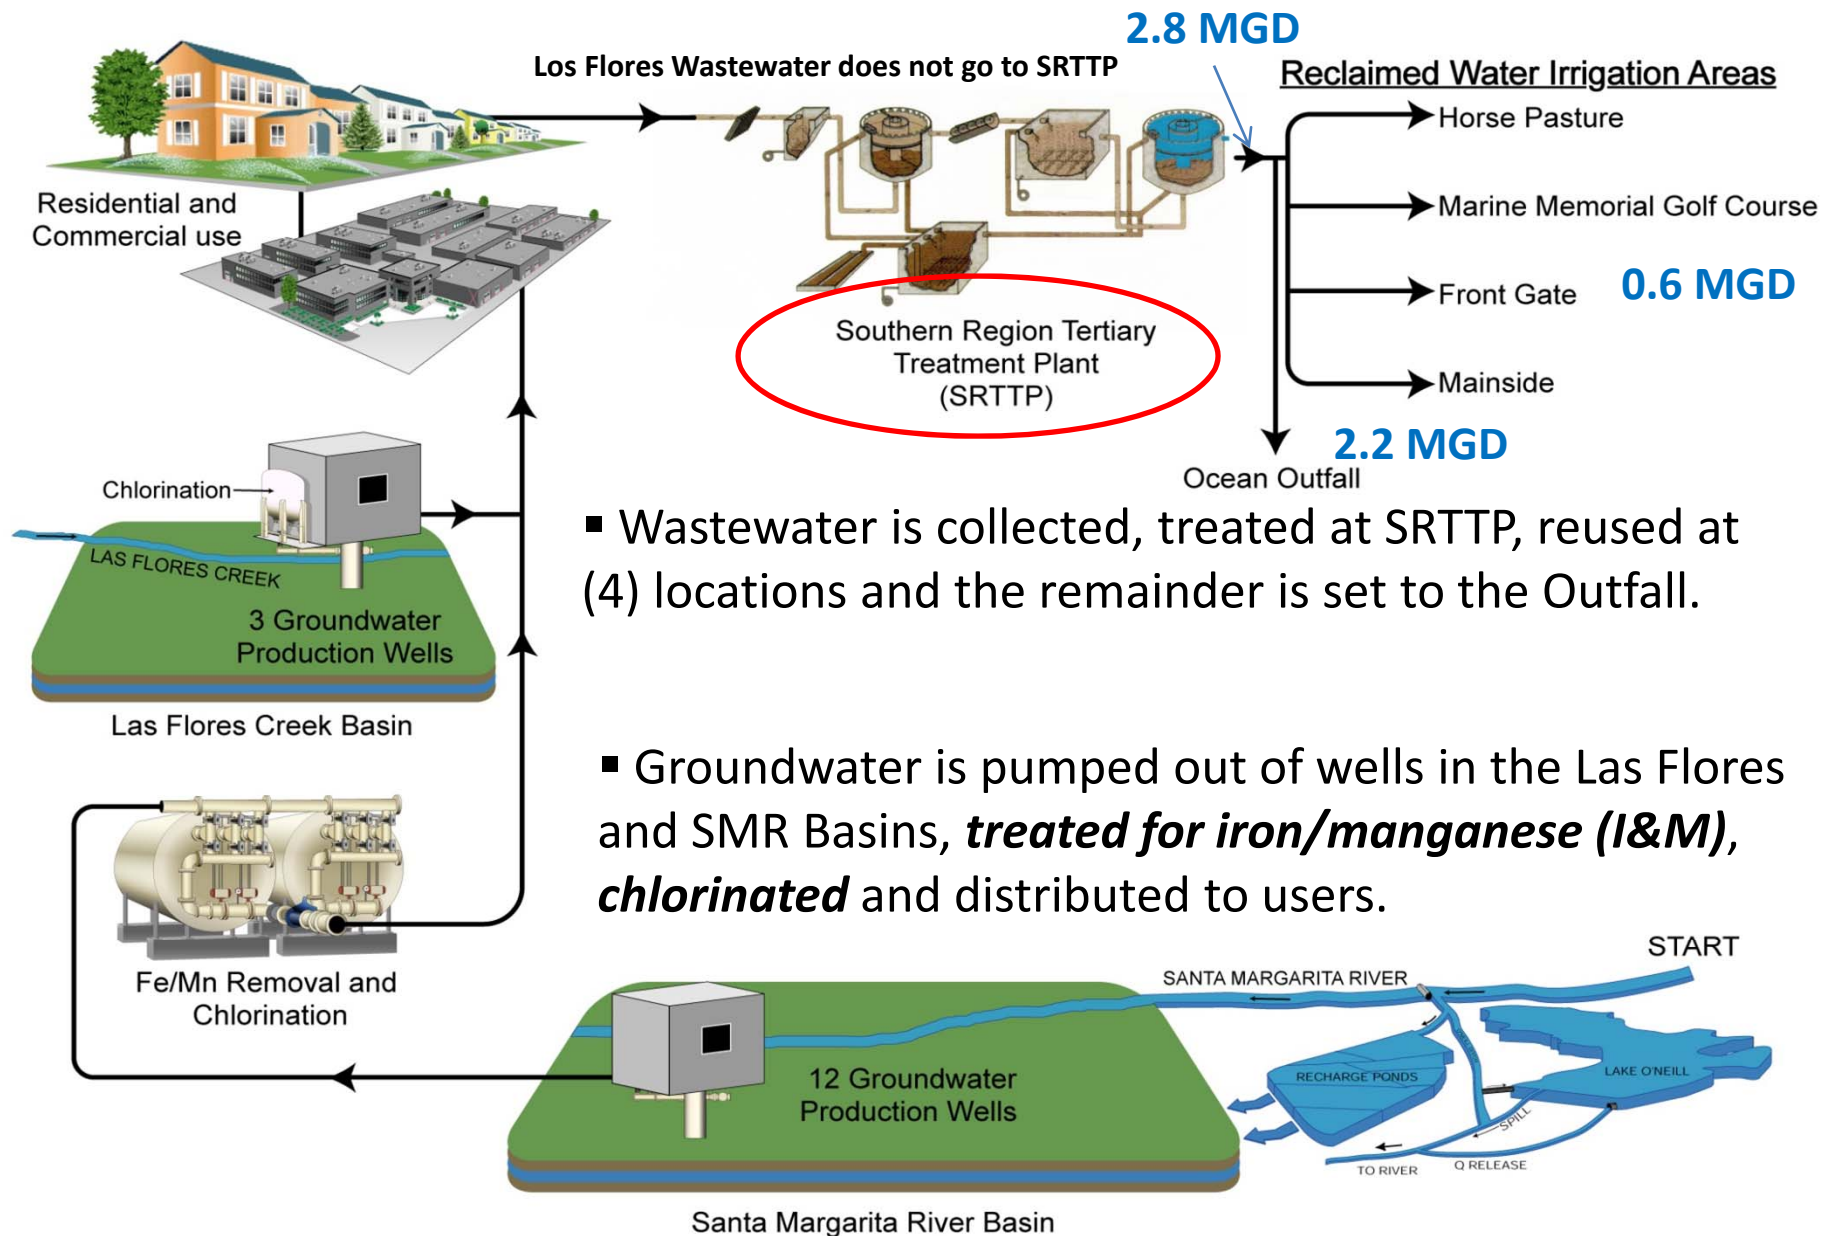 2.8 MGD
Los Flores Wastewater does not go to SRTTP
Reclaimed Water Irrigation Areas
Horse Pasture
Marine Memorial Golf Course
Front Gate
0.6 MGD
Mainside
2.2 MGD
Ocean Outfall
Residential and
Commercial use
Southern Region Tertiary
Treatment Plant
(SRTTP)
Chlorination
LAS FLORES CREEK
3 Groundwater
Production Wells
Las Flores Creek Basin
▪ Wastewater is collected, treated at SRTTP, reused at
(4) locations and the remainder is set to the Outfall.
▪ Groundwater is pumped out of wells in the Las Flores
and SMR Basins, treated for iron/manganese (I&M),
chlorinated and distributed to users.
Fe/Mn Removal and
Chlorination
START
SANTA MARGARITA RIVER
RECHARGE PONDS
LAKE O'NEILL
SPILL
TO RIVER
Q RELEASE
12 Groundwater
Production Wells
Santa Margarita River Basin